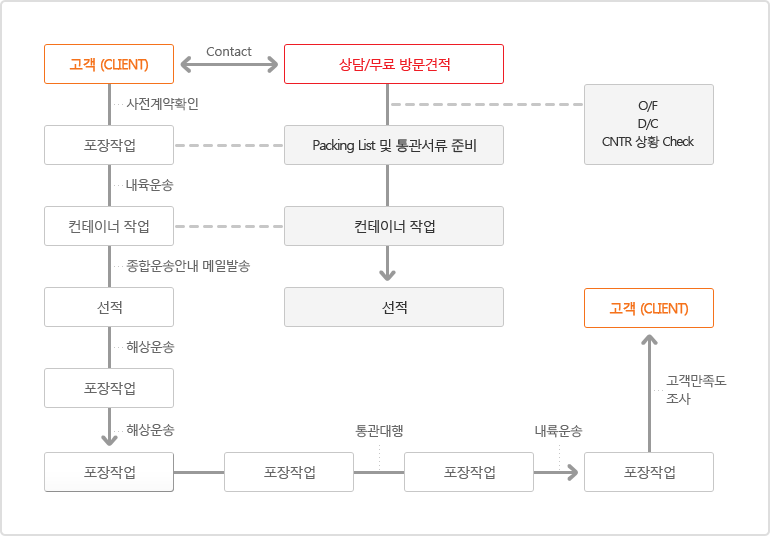 고객 (CLIENT)
Contact
상담/무료 방문견적
사전계약확인
O/F
D/C
CNTR 상황 Check
포장작업
Packing List 및 통관서류 준비
내육운송
컨테이너 작업
컨테이너 작업
종합운송안내 메일발송
선적
선적
고객 (CLIENT)
해상운송
포장작업
고객만족도
조사
해상운송
통관대행
내륙운송
포장작업
포장작업
포장작업
포장작업